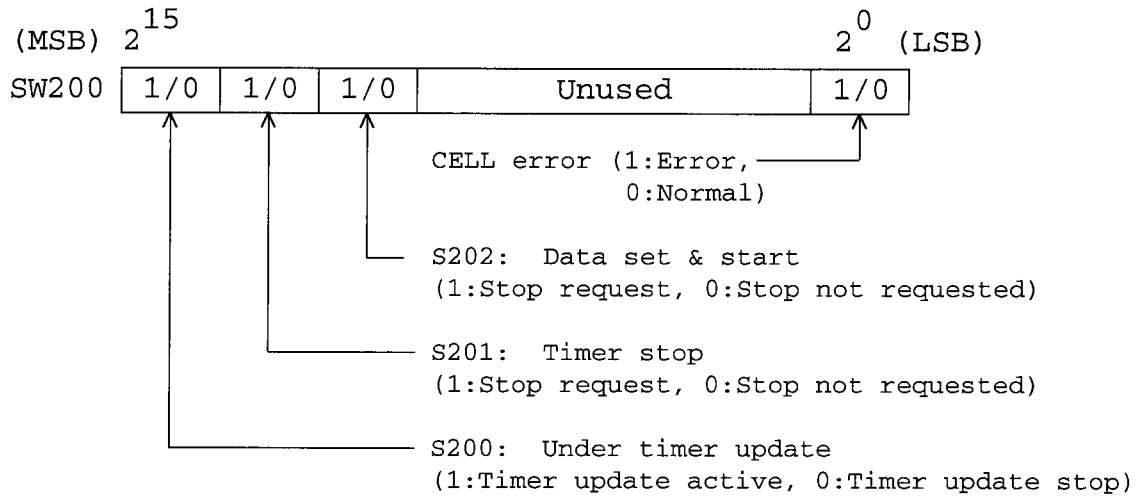 (MSB) 2^15 2^0 (LSB)
SW200 1/0 1/0 1/0 Unused 1/0
CELL error (1:Error,
0:Normal)
S202: Data set & start
(1:Stop request, 0:Stop not requested)
S201: Timer stop
(1:Stop request, 0:Stop not requested)
S200: Under timer update
(1:Timer update active, 0:Timer update stop)